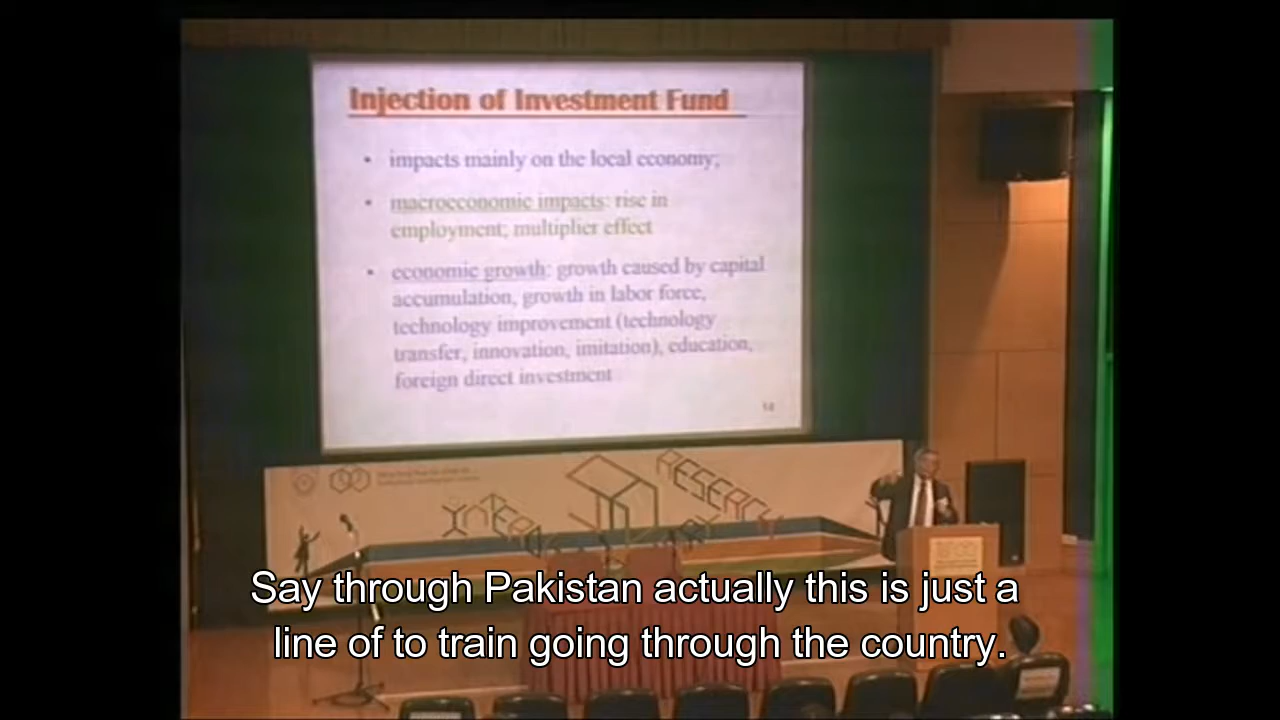 Injection of Investment Fund
• impacts mainly on the local economy;
• macroeconomic impacts: rise in
employment; multiplier effect
• economic growth: growth caused by capital
accumulation, growth in labor force,
technology improvement (technology
transfer, innovation, imitation), education,
foreign direct investment
14
Say through Pakistan actually this is just a
line of to train going through the country.